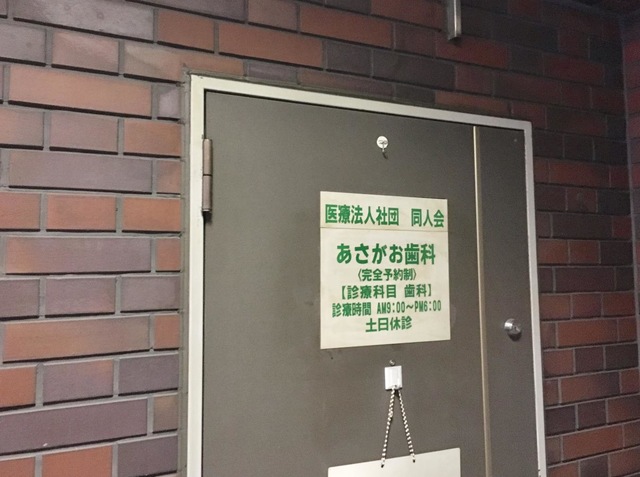 医療法人社団 同人会
あさがお歯科
〈完全予約制〉
【診療科目 歯科】
診療時間 AM9:00〜PM6:00
土日休診